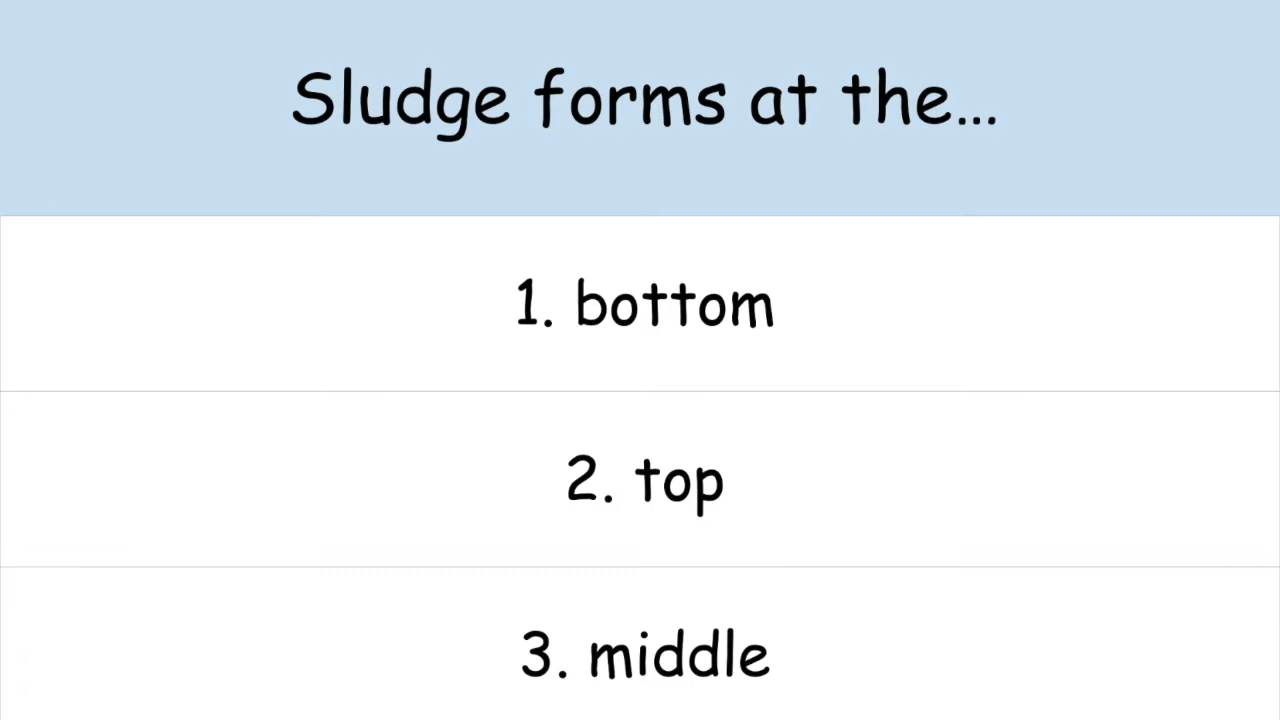 Sludge forms at the...
1. bottom
2. top
3. middle